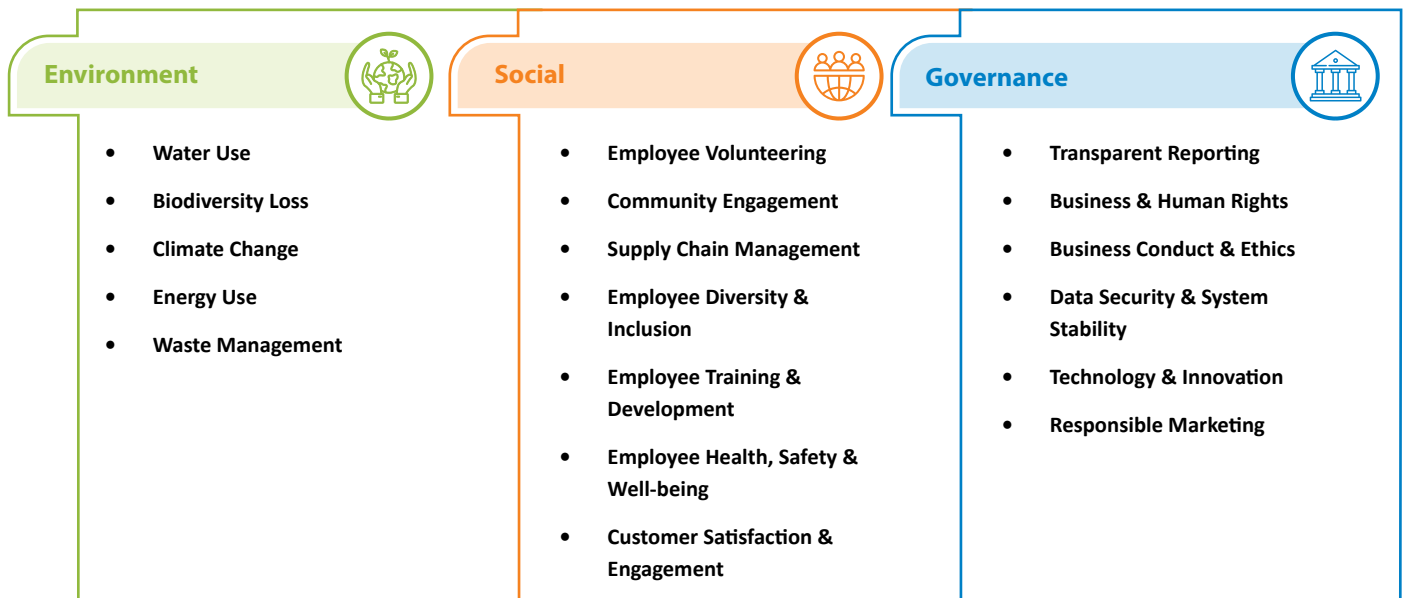 Environment
Water Use
Biodiversity Loss
Climate Change
Energy Use
Waste Management
Social
Employee Volunteering
Community Engagement
Supply Chain Management
Employee Diversity &
Inclusion
Employee Training &
Development
Employee Health, Safety &
Well-being
Customer Satisfaction &
Engagement
Governance
Transparent Reporting
Business & Human Rights
Business Conduct & Ethics
Data Security & System
Stability
Technology & Innovation
Responsible Marketing